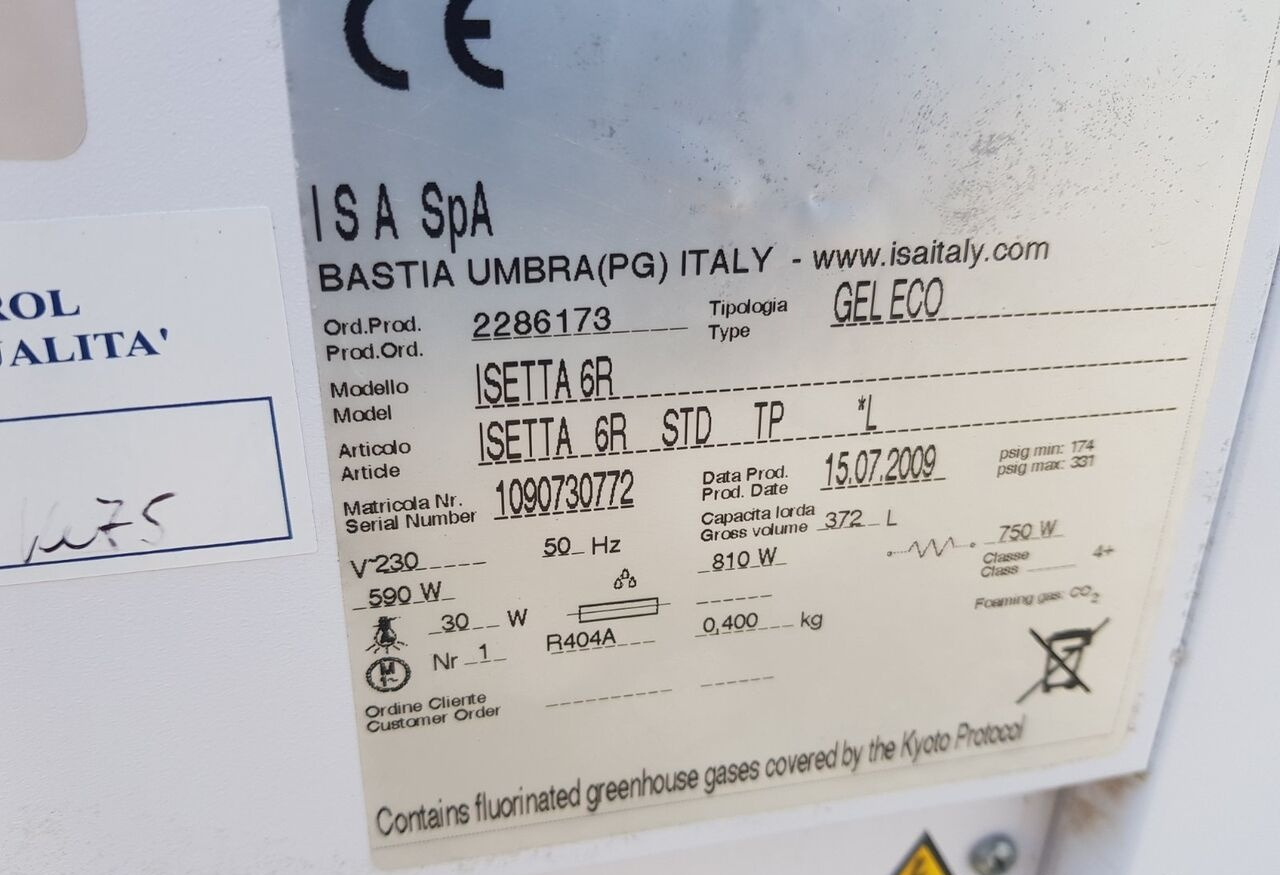 CE
ISA SpA
BASTIA UMBRA(PG) ITALY - www.isaitaly.com
Ord.Prod. 2286173 Tipologia GEL ECO
Prod.Ord. Type
Modello ISETTA 6R
Model
Articolo ISETTA 6R STD TP *L
Article
Matricola Nr. 1090730772 Data Prod. 15.07.2009 psig min: 174
Serial Number Prod. Date psig max: 331
Capacita lorda 372 L
Gross volume
V~230 50 Hz 810 W 750 W
590 W Classe 4+
Class
30 W Foaming gas: CO2
Nr 1 R404A 0,400 kg
M
Ordine Cliente
Customer Order
Contains fluorinated greenhouse gases covered by the Kyoto Protocol
ROL
UALITA'
75